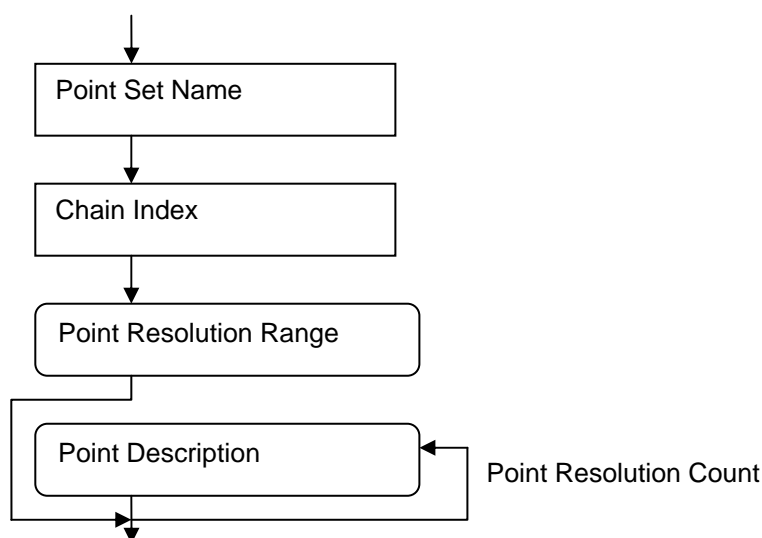 Point Set Name
Chain Index
Point Resolution Range
Point Description
Point Resolution Count